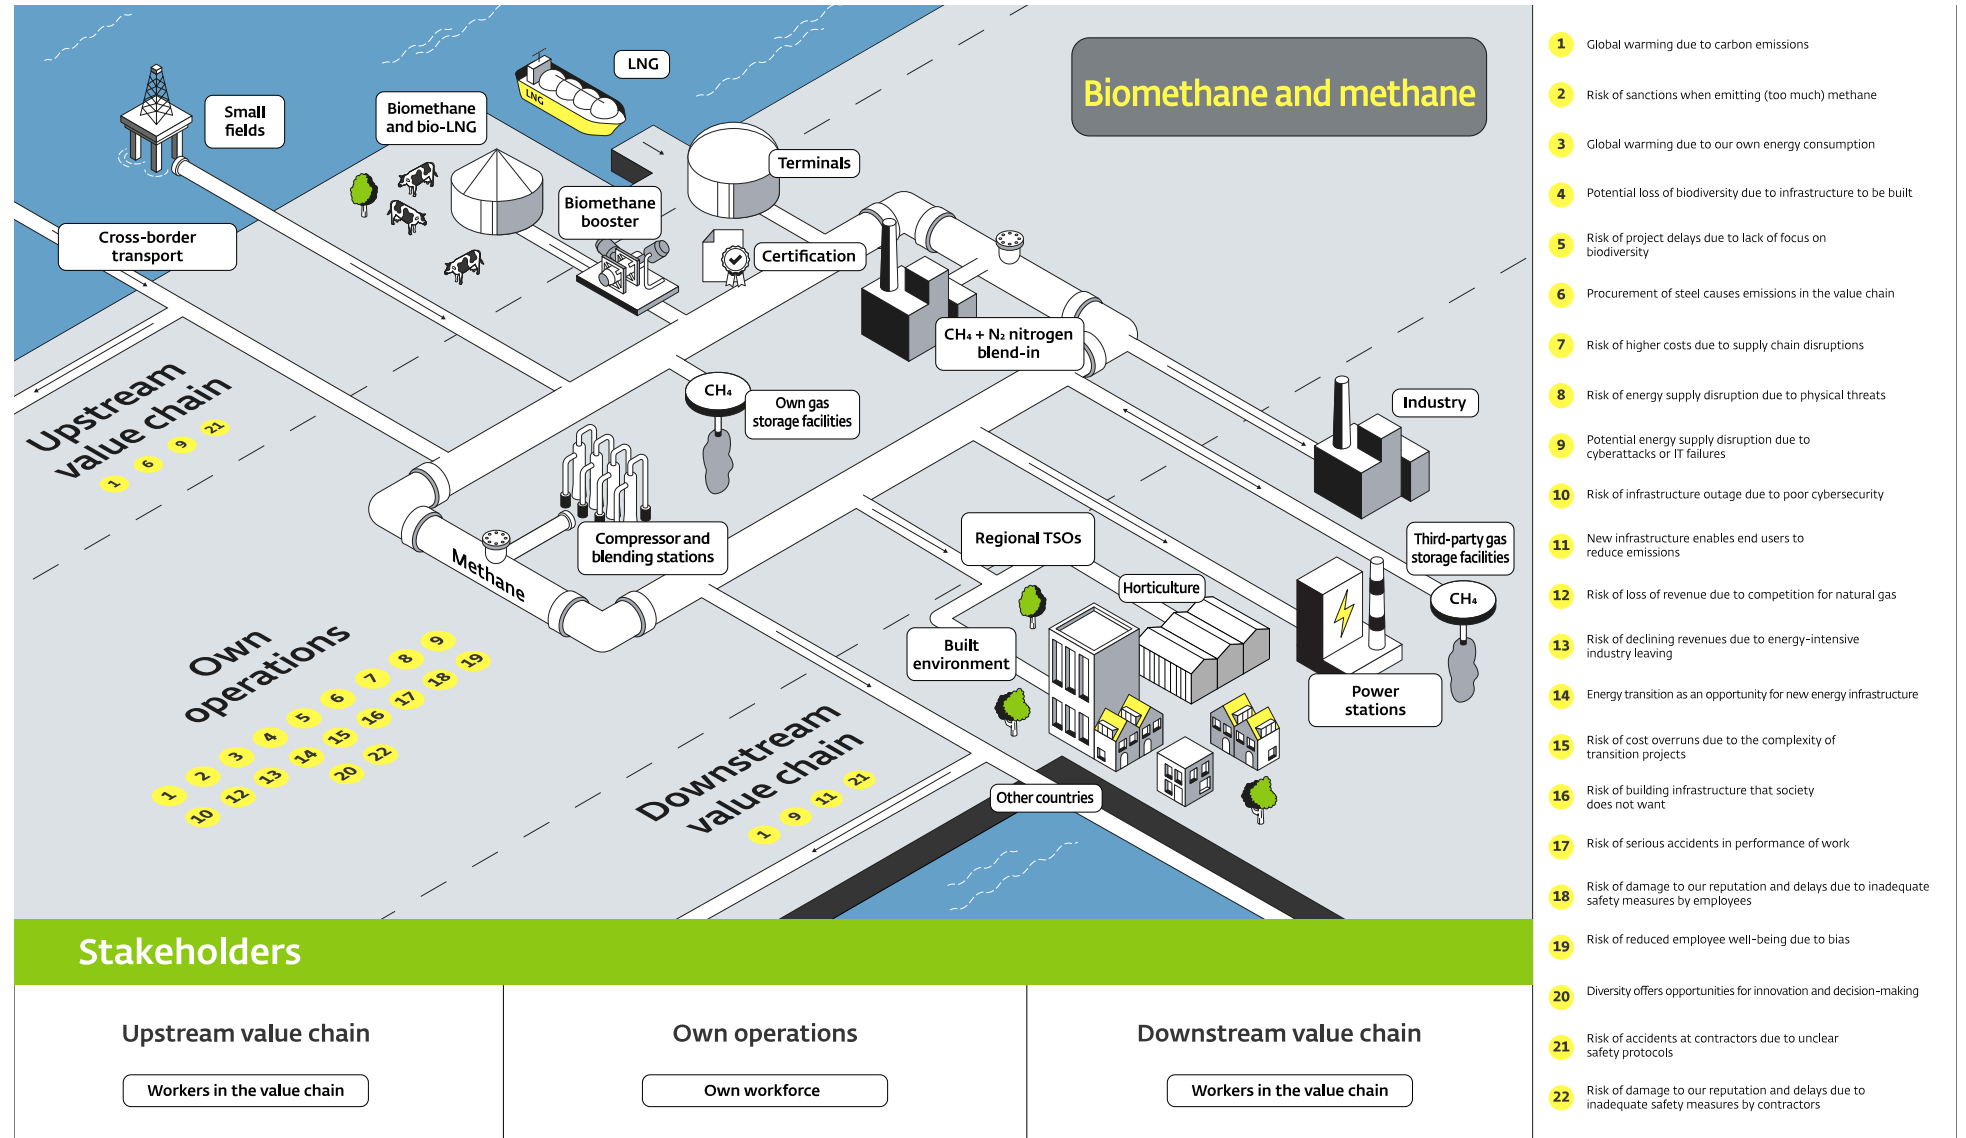 Biomethane and methane
LNG
LNG
Small
fields
Biomethane
and bio-LNG
Terminals
Biomethane
booster
Cross-border
transport
Certification
CH₄ + N₂ nitrogen
blend-in
CH₄
Own gas
storage facilities
Industry
Upstream
value chain
1
6
9
21
Compressor and
blending stations
Methane
Regional TSOs
Third-party gas
storage facilities
CH₄
Horticulture
Built
environment
Power
stations
Own
operations
1
2
3
4
5
6
7
8
9
10
12
13
14
15
16
17
18
19
20
22
Downstream
value chain
1
9
11
21
Other countries
1 Global warming due to carbon emissions
2 Risk of sanctions when emitting (too much) methane
3 Global warming due to our own energy consumption
4 Potential loss of biodiversity due to infrastructure to be built
5 Risk of project delays due to lack of focus on
biodiversity
6 Procurement of steel causes emissions in the value chain
7 Risk of higher costs due to supply chain disruptions
8 Risk of energy supply disruption due to physical threats
9 Potential energy supply disruption due to
cyberattacks or IT failures
10 Risk of infrastructure outage due to poor cybersecurity
11 New infrastructure enables end users to
reduce emissions
12 Risk of loss of revenue due to competition for natural gas
13 Risk of declining revenues due to energy-intensive
industry leaving
14 Energy transition as an opportunity for new energy infrastructure
15 Risk of cost overruns due to the complexity of
transition projects
16 Risk of building infrastructure that society
does not want
17 Risk of serious accidents in performance of work
18 Risk of damage to our reputation and delays due to inadequate
safety measures by employees
19 Risk of reduced employee well-being due to bias
20 Diversity offers opportunities for innovation and decision-making
21 Risk of accidents at contractors due to unclear
safety protocols
22 Risk of damage to our reputation and delays due to
inadequate safety measures by contractors
Stakeholders
Upstream value chain
Workers in the value chain
Own operations
Own workforce
Downstream value chain
Workers in the value chain